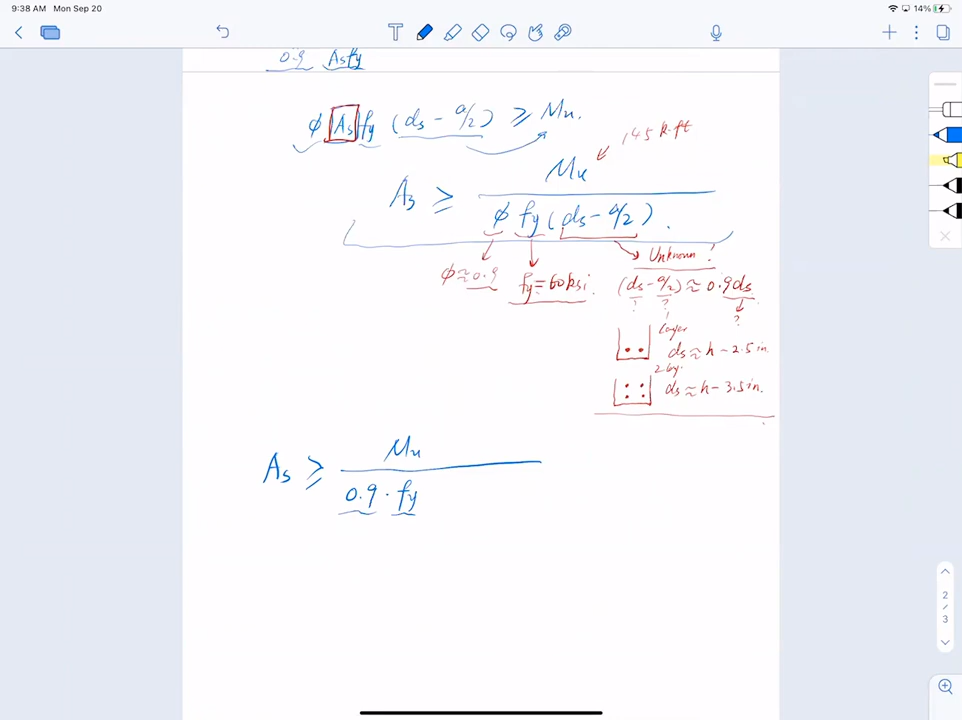 9:38 AM Mon Sep 20
14%
T
0.9 Asfy
ϕ As fy (ds - a/2) ≥ Mu.
145 k.ft
Mu
As ≥
ϕ fy (ds - a/2).
Unknown!
ϕ ≈ 0.9 fy = 60ksi. (ds - a/2) ≈ 0.9ds
? ? ?
layer
ds ≈ h - 2.5 in.
2 lay.
ds ≈ h - 3.5 in.
Mu
As ≥
0.9 · fy
2
/
3